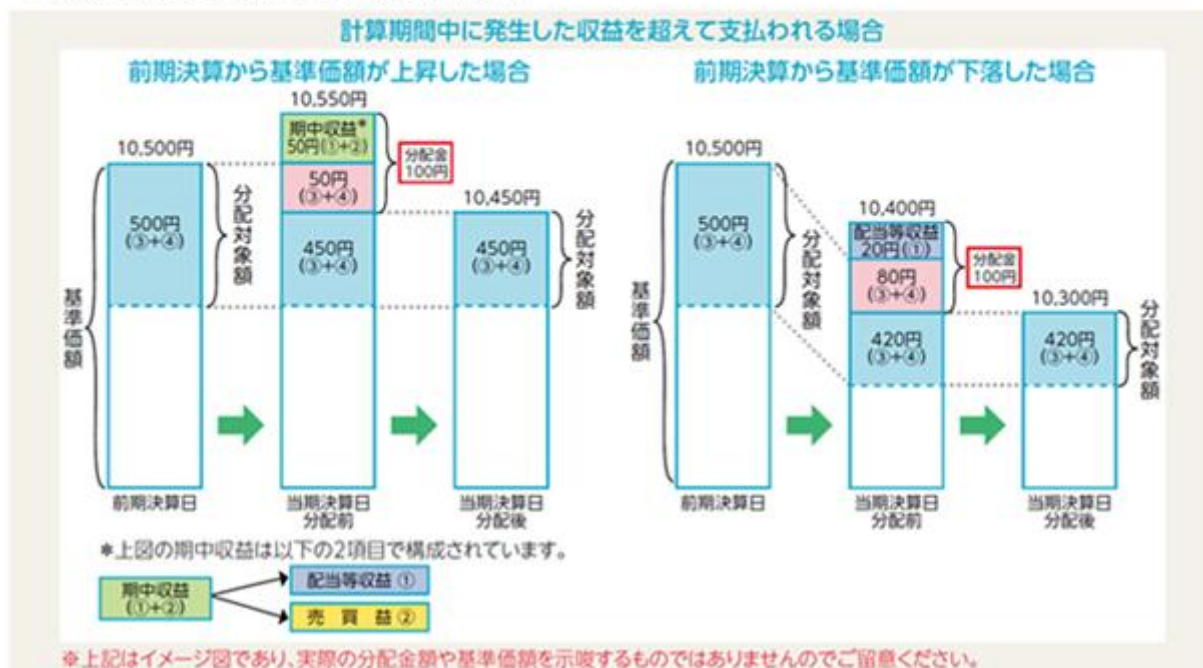 計算期間中に発生した収益を超えて支払われる場合
前期決算から基準価額が上昇した場合
10,500円
500円
(③+④)
分配対象額
基準価額
前期決算日
10,550円
期中収益*
50円(①+②)
50円
(③+④)
450円
(③+④)
分配金
100円
当期決算日
分配前
10,450円
450円
(③+④)
分配対象額
当期決算日
分配後
*上図の期中収益は以下の2項目で構成されています。
期中収益
(①+②)
配当等収益 ①
売買益 ②
前期決算から基準価額が下落した場合
10,500円
500円
(③+④)
分配対象額
基準価額
前期決算日
10,400円
配当等収益
20円(①)
80円
(③+④)
420円
(③+④)
分配金
100円
当期決算日
分配前
10,300円
420円
(③+④)
分配対象額
当期決算日
分配後
※上記はイメージ図であり、実際の分配金額や基準価額を示唆するものではありませんのでご留意ください。